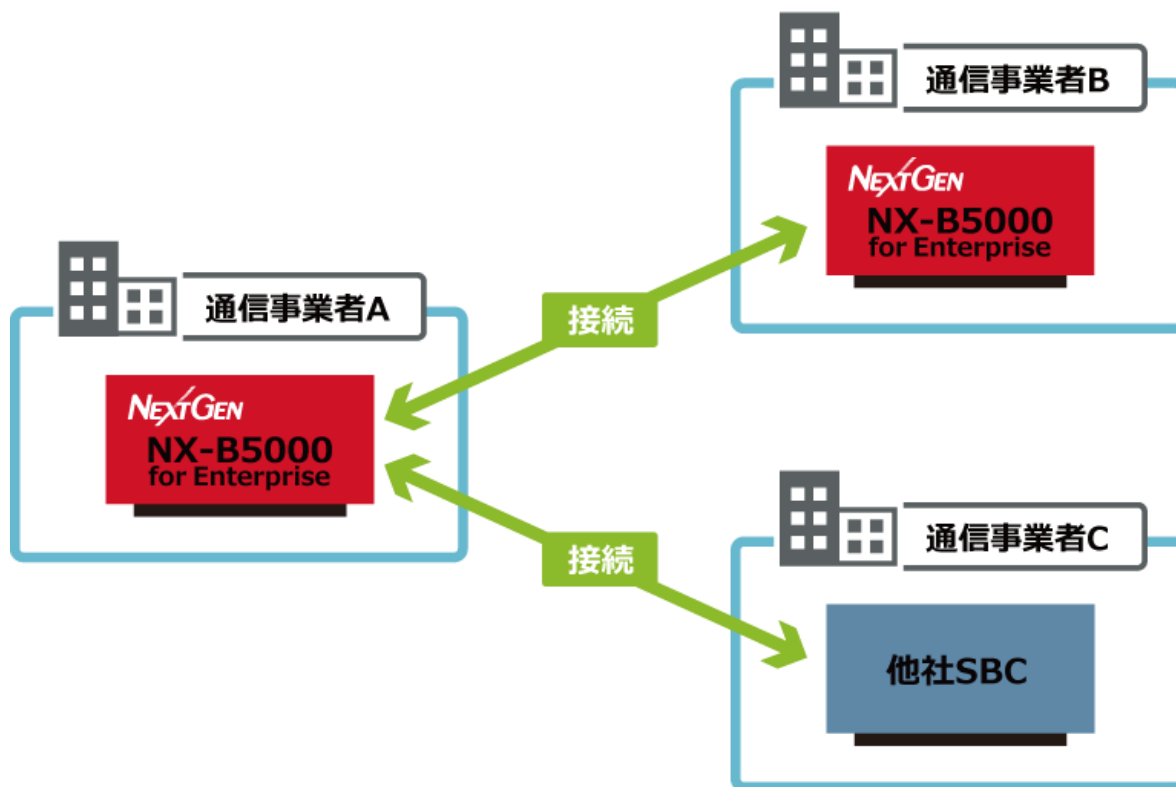 通信事業者A
NEXTGEN
NX-B5000
for Enterprise
接続
接続
通信事業者B
NEXTGEN
NX-B5000
for Enterprise
通信事業者C
他社SBC